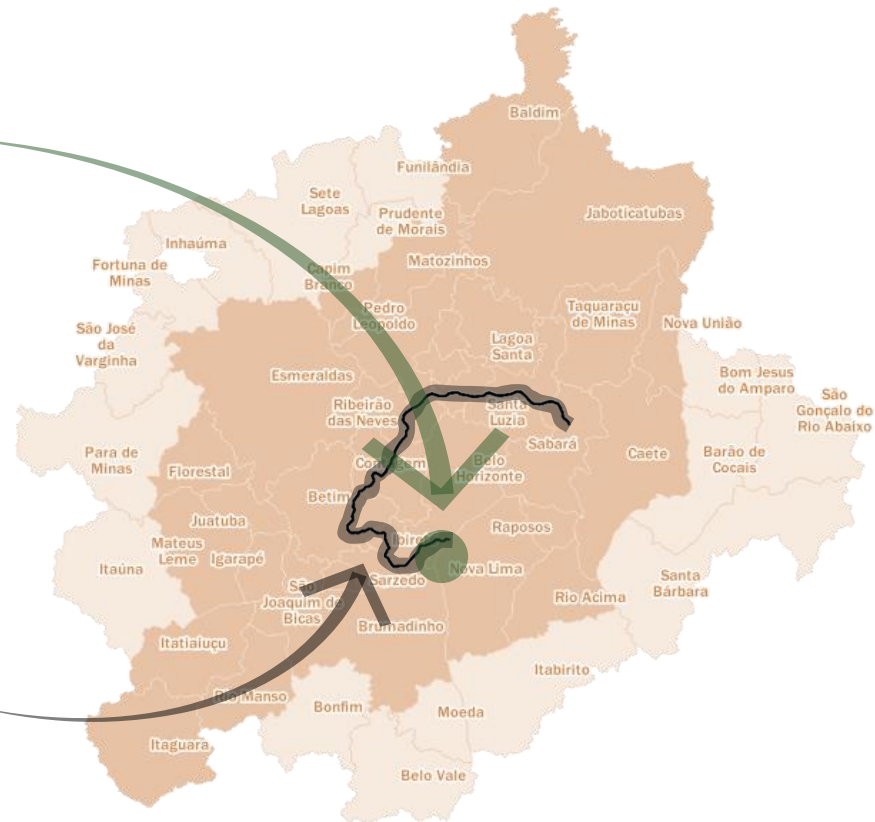 Baldim
Funilândia
Sete
Lagoas
Prudente
de Morais
Jaboticatubas
Inhaúma
Matozinhos
Fortuna de
Minas
Capim
Branco
Pedro
Leopoldo
Taquaraçu
de Minas
Nova União
São José
da
Varginha
Lagoa
Santa
Esmeraldas
Bom Jesus
do Amparo
São
Gonçalo do
Rio Abaixo
Ribeirão
das Neves
Santa
Luzia
Sabará
Para de
Minas
Florestal
Contagem
Belo
Horizonte
Caete
Barão de
Cocais
Betim
Juatuba
Raposos
Mateus
Leme
Igarapé
Ibirité
Itaúna
Sarzedo
Nova Lima
São
Joaquim de
Bicas
Rio Acima
Santa
Bárbara
Brumadinho
Itatiaiuçu
Itabirito
Rio Manso
Bonfim
Moeda
Itaguara
Belo Vale